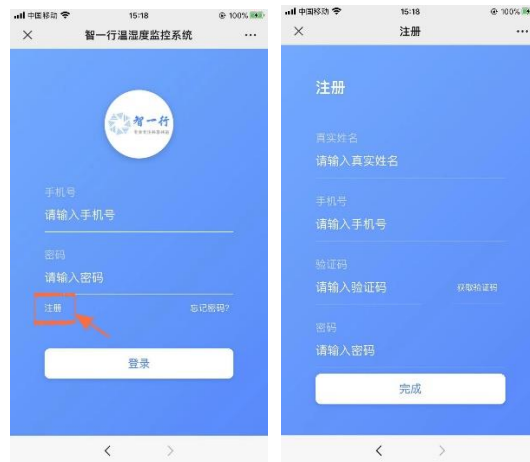 中国移动
15:18
100%
智一行温湿度监控系统
智一行
手机号
请输入手机号
密码
请输入密码
注册
忘记密码?
登录
中国移动
15:18
100%
注册
注册
真实姓名
请输入真实姓名
手机号
请输入手机号
验证码
请输入验证码
获取验证码
密码
请输入密码
完成